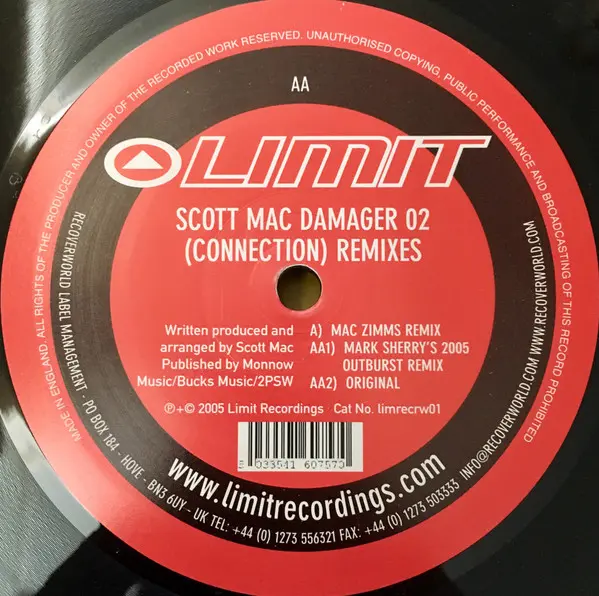 MADE IN ENGLAND. ALL RIGHTS OF THE PRODUCER AND OWNER OF THE RECORDED WORK RESERVED. UNAUTHORISED COPYING, PUBLIC PERFORMANCE AND BROADCASTING OF THIS RECORD PROHIBITED
AA
LIMIT
SCOTT MAC DAMAGER 02
(CONNECTION) REMIXES
Written produced and
arranged by Scott Mac
Published by Monnow
Music/Bucks Music/2PSW
A) MAC ZIMMS REMIX
AA1) MARK SHERRY'S 2005
OUTBURST REMIX
AA2) ORIGINAL
℗+© 2005 Limit Recordings Cat No. limrecrw01
5 033541 607570
www.limitrecordings.com
RECOVERWORLD LABEL MANAGEMENT - PO BOX 184 - HOVE - BN3 6UY - UK TEL: +44 (0) 1273 556321 FAX: +44 (0) 1273 503333 INFO@RECOVERWORLD.COM WWW.RECOVERWORLD.COM